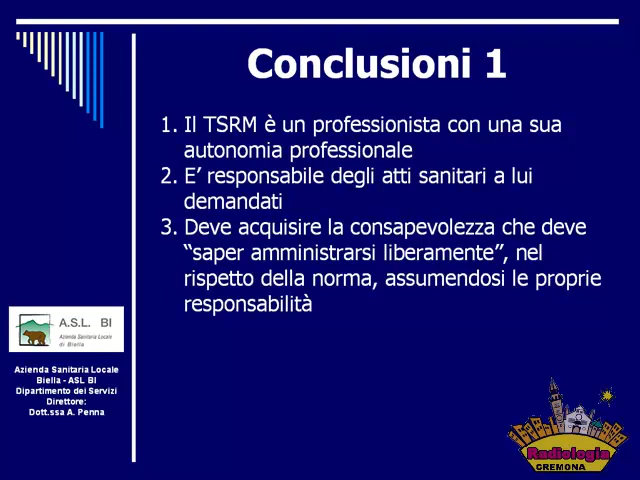 Conclusioni 1
1. Il TSRM è un professionista con una sua
autonomia professionale
2. E’ responsabile degli atti sanitari a lui
demandati
3. Deve acquisire la consapevolezza che deve
“saper amministrarsi liberamente”, nel
rispetto della norma, assumendosi le proprie
responsabilità
A.S.L. BI
Azienda Sanitaria Locale
di Biella
Azienda Sanitaria Locale
Biella - ASL BI
Dipartimento dei Servizi
Direttore:
Dott.ssa A. Penna
Radiologia
CREMONA